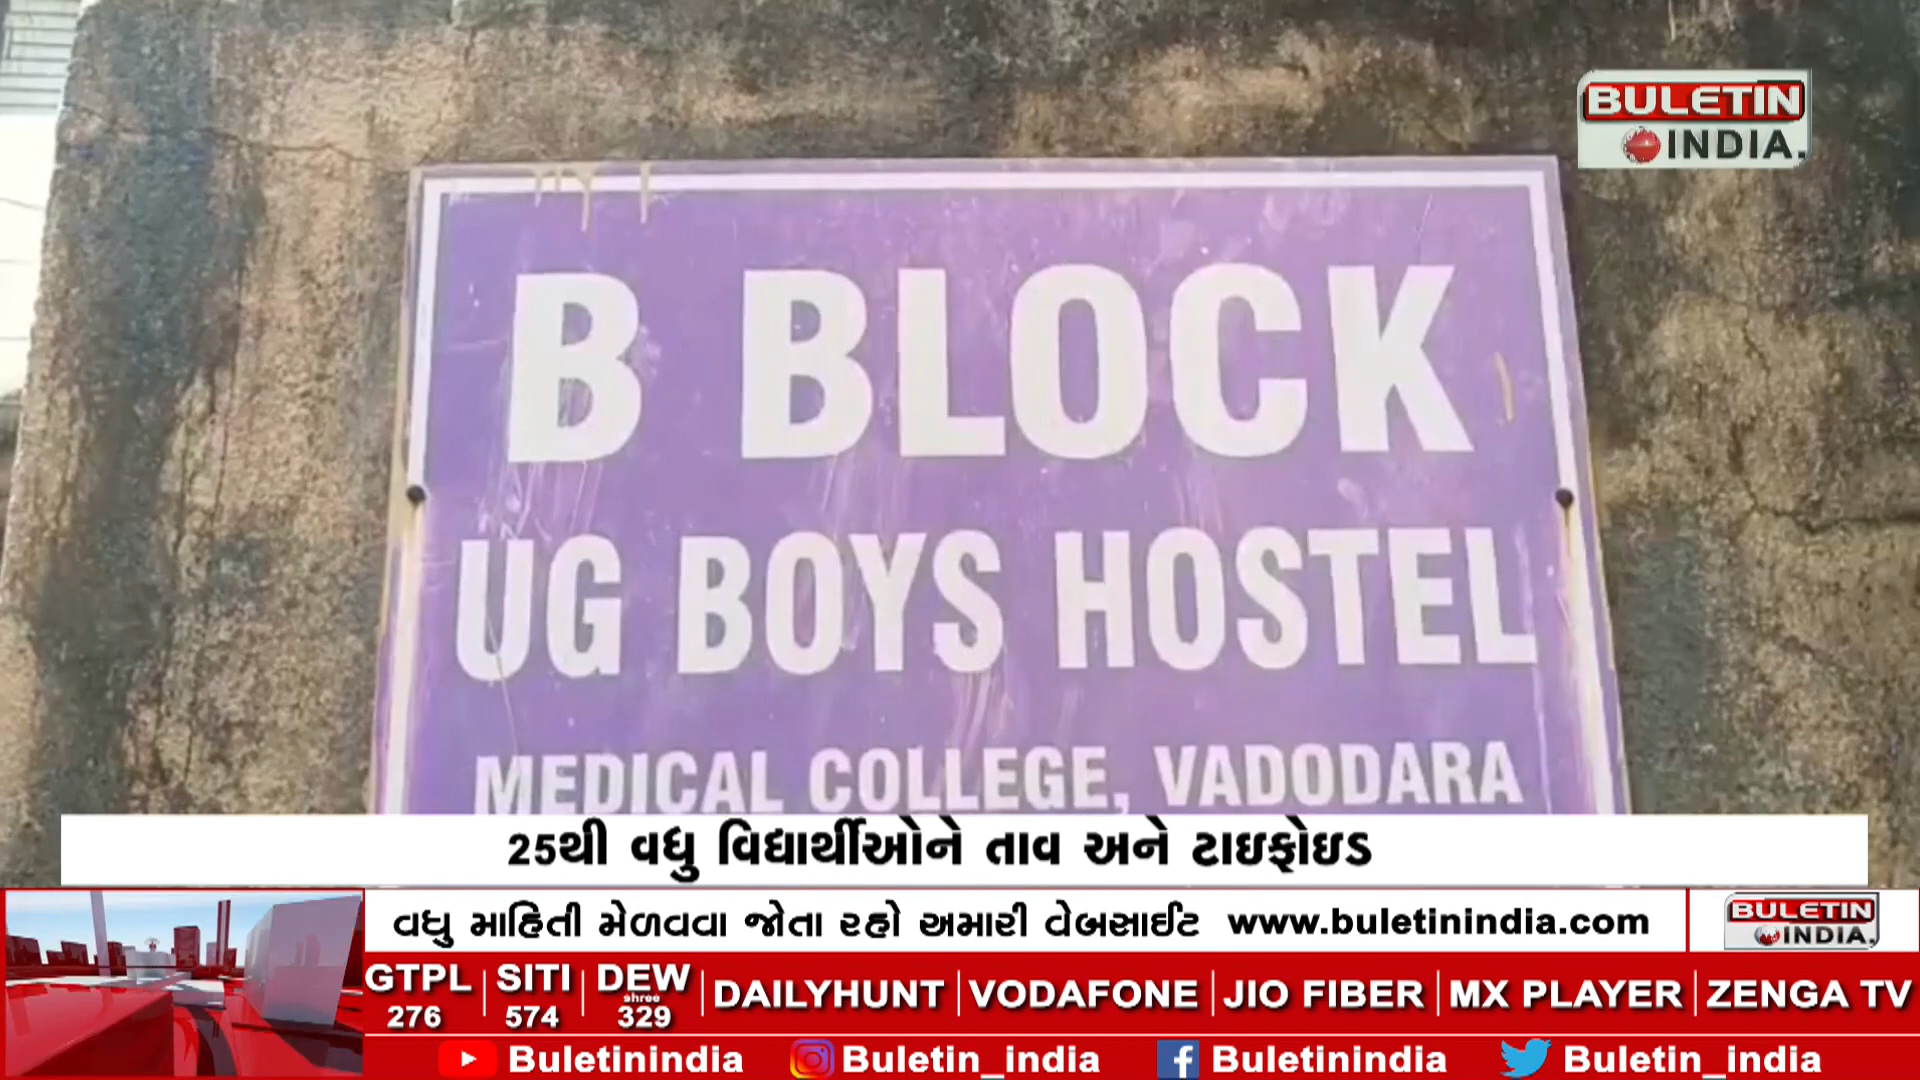 BULETIN
INDIA.
B BLOCK
UG BOYS HOSTEL
MEDICAL COLLEGE, VADODARA
25થી વધુ વિદ્યાર્થીઓને તાવ અને ટાઇફોઇડ
વધુ માહિતી મેળવવા જોતા રહો અમારી વેબસાઈટ www.buletinindia.com
BULETIN
INDIA.
GTPL 276 | SITI 574 | DEW shree 329 | DAILYHUNT | VODAFONE | JIO FIBER | MX PLAYER | ZENGA TV
Buletinindia Buletin_india Buletinindia Buletin_india